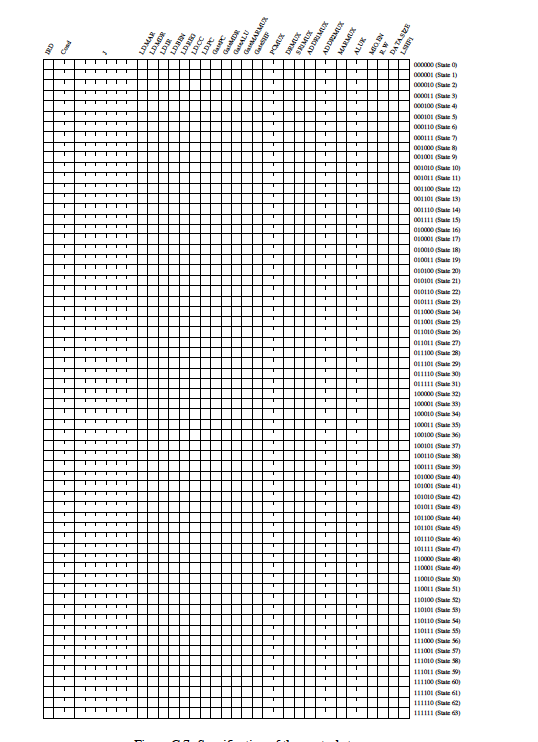 IRD Cond J LD.MAR LD.MDR LD.IR LD.BEN LD.REG LD.CC LD.PC GatePC GateMDR GateALU GateMARMUX GateSHF PCMUX DRMUX SR1MUX ADDR1MUX ADDR2MUX MARMUX ALUK MIO.EN R.W DATA.SIZE LSHF1
000000 (State 0)
000001 (State 1)
000010 (State 2)
000011 (State 3)
000100 (State 4)
000101 (State 5)
000110 (State 6)
000111 (State 7)
001000 (State 8)
001001 (State 9)
001010 (State 10)
001011 (State 11)
001100 (State 12)
001101 (State 13)
001110 (State 14)
001111 (State 15)
010000 (State 16)
010001 (State 17)
010010 (State 18)
010011 (State 19)
010100 (State 20)
010101 (State 21)
010110 (State 22)
010111 (State 23)
011000 (State 24)
011001 (State 25)
011010 (State 26)
011011 (State 27)
011100 (State 28)
011101 (State 29)
011110 (State 30)
011111 (State 31)
100000 (State 32)
100001 (State 33)
100010 (State 34)
100011 (State 35)
100100 (State 36)
100101 (State 37)
100110 (State 38)
100111 (State 39)
101000 (State 40)
101001 (State 41)
101010 (State 42)
101011 (State 43)
101100 (State 44)
101101 (State 45)
101110 (State 46)
101111 (State 47)
110000 (State 48)
110001 (State 49)
110010 (State 50)
110011 (State 51)
110100 (State 52)
110101 (State 53)
110110 (State 54)
110111 (State 55)
111000 (State 56)
111001 (State 57)
111010 (State 58)
111011 (State 59)
111100 (State 60)
111101 (State 61)
111110 (State 62)
111111 (State 63)